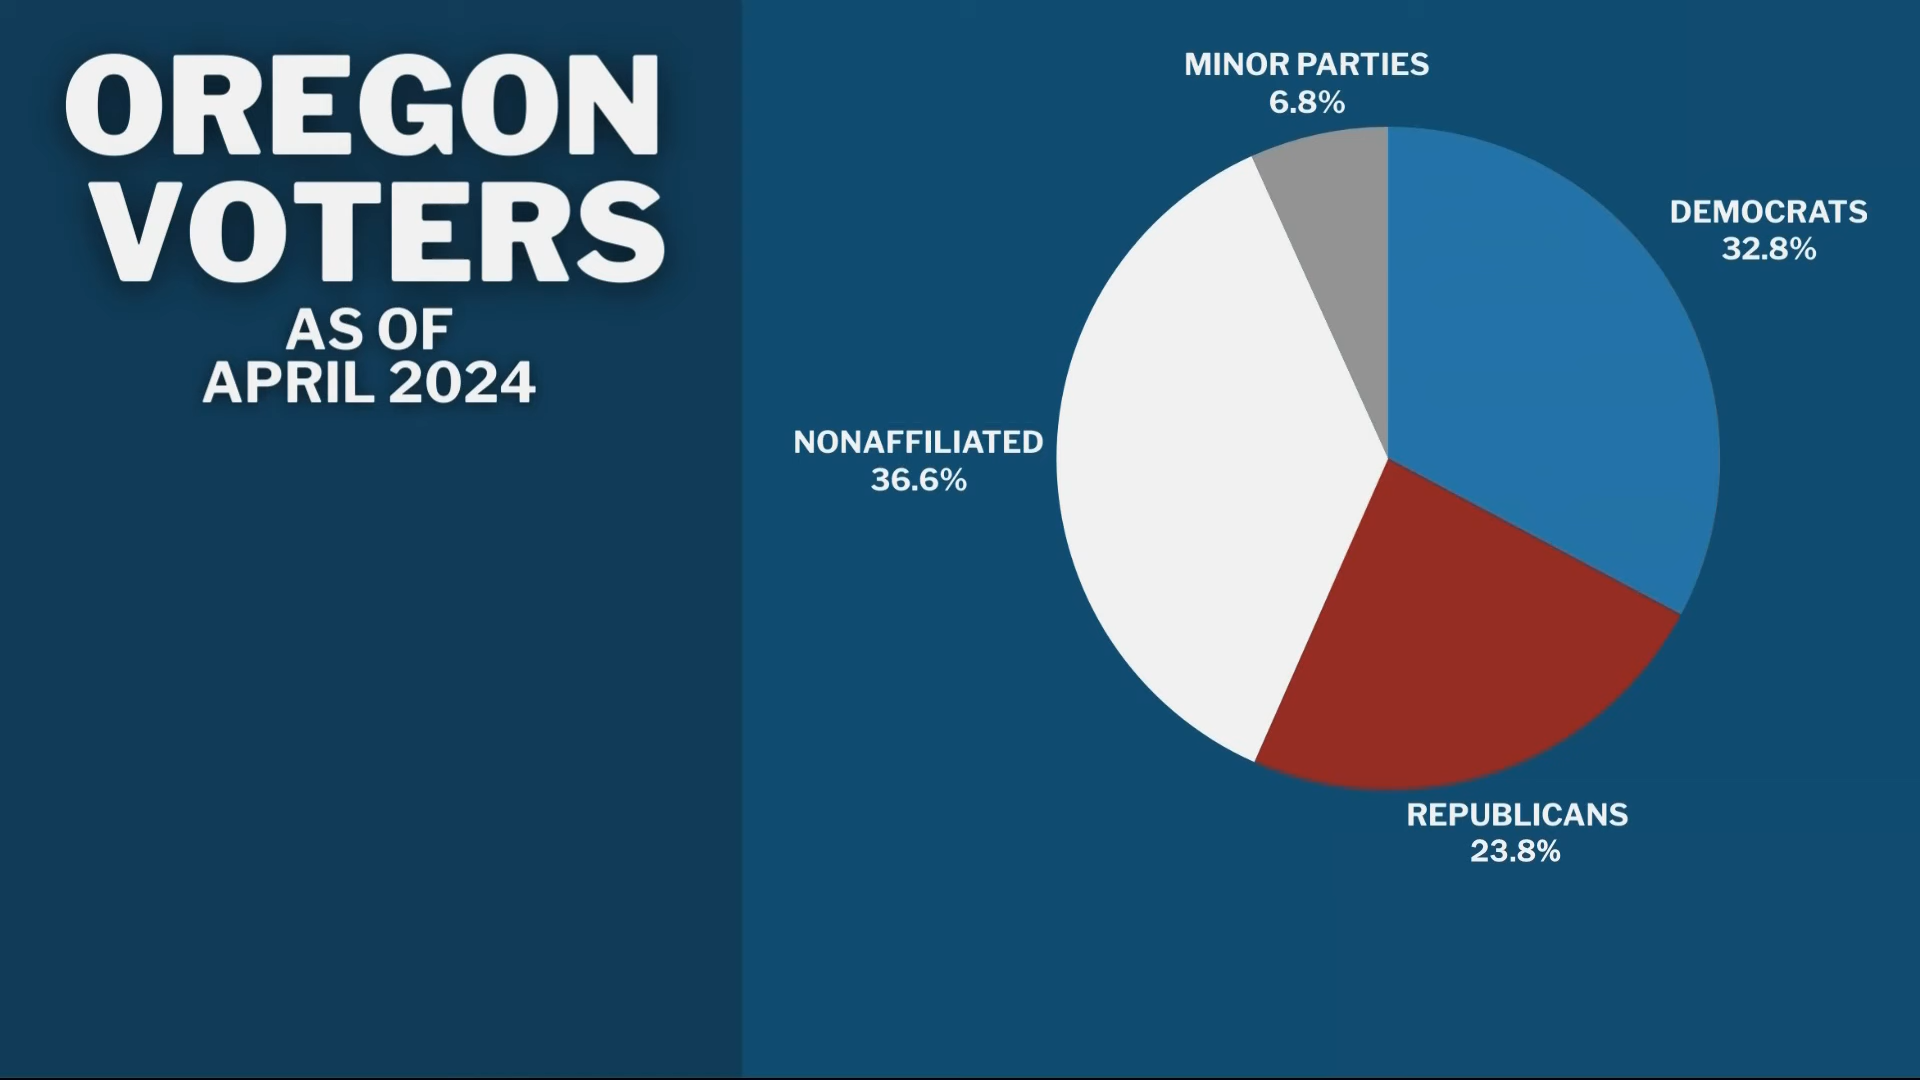 OREGON
VOTERS
AS OF
APRIL 2024
MINOR PARTIES
6.8%
DEMOCRATS
32.8%
NONAFFILIATED
36.6%
REPUBLICANS
23.8%